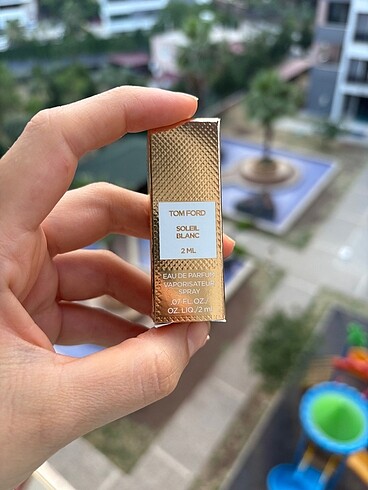 TOM FORD
SOLEIL
BLANC
2 ML
EAU DE PARFUM
VAPORISATEUR
SPRAY
.07 FL.OZ.
OZ. LIQ./2 ml